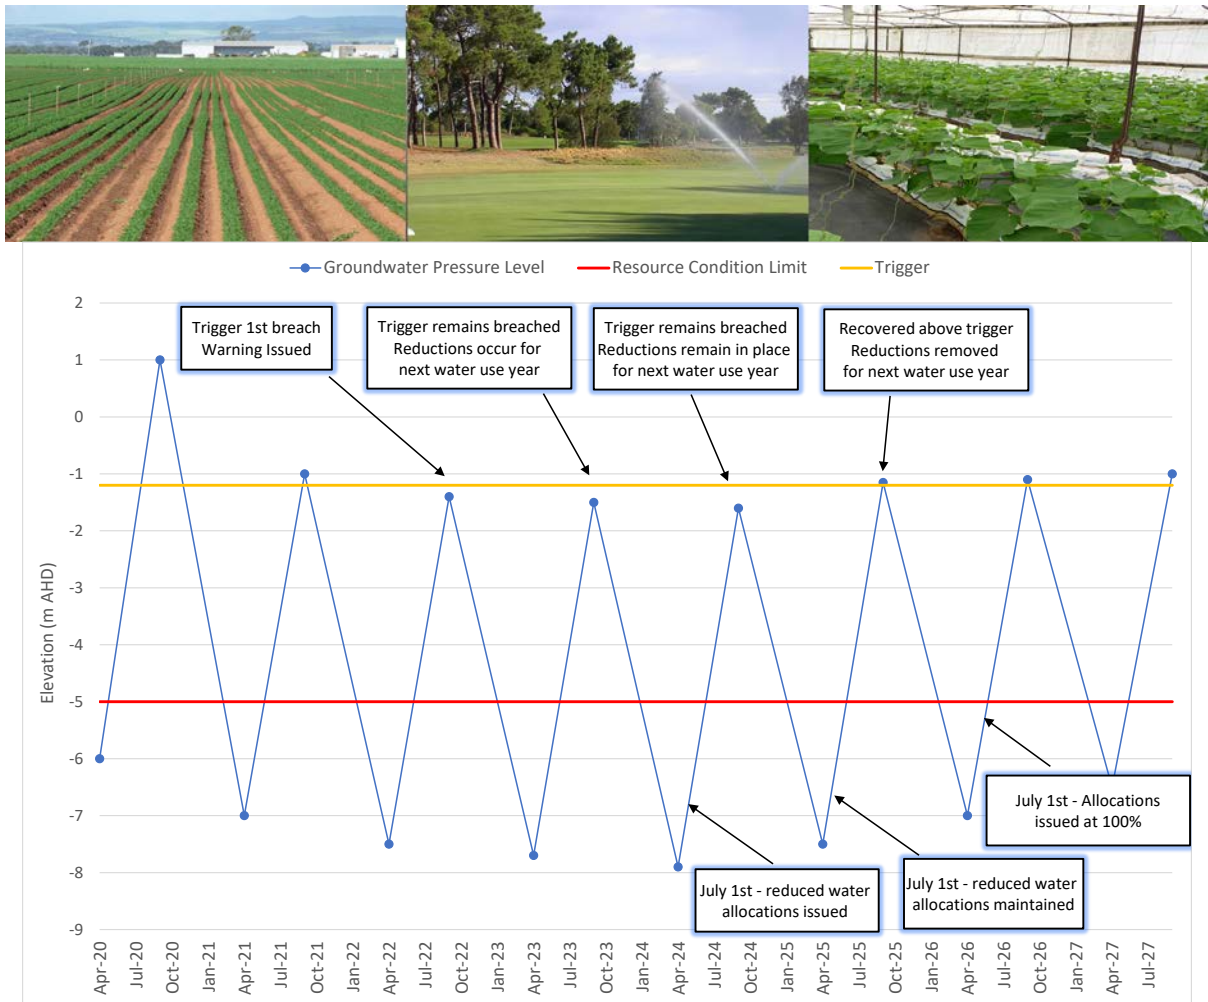 Groundwater Pressure Level
Resource Condition Limit
Trigger
Trigger 1st breach
Warning Issued
Trigger remains breached
Reductions occur for
next water use year
Trigger remains breached
Reductions remain in place
for next water use year
Recovered above trigger
Reductions removed
for next water use year
2
1
0
-1
-2
-3
-4
-5
-6
-7
-8
-9
Elevation (m AHD)
July 1st - Allocations
issued at 100%
July 1st - reduced water
allocations issued
July 1st - reduced water
allocations maintained
Apr-20
Jul-20
Oct-20
Jan-21
Apr-21
Jul-21
Oct-21
Jan-22
Apr-22
Jul-22
Oct-22
Jan-23
Apr-23
Jul-23
Oct-23
Jan-24
Apr-24
Jul-24
Oct-24
Jan-25
Apr-25
Jul-25
Oct-25
Jan-26
Apr-26
Jul-26
Oct-26
Jan-27
Apr-27
Jul-27